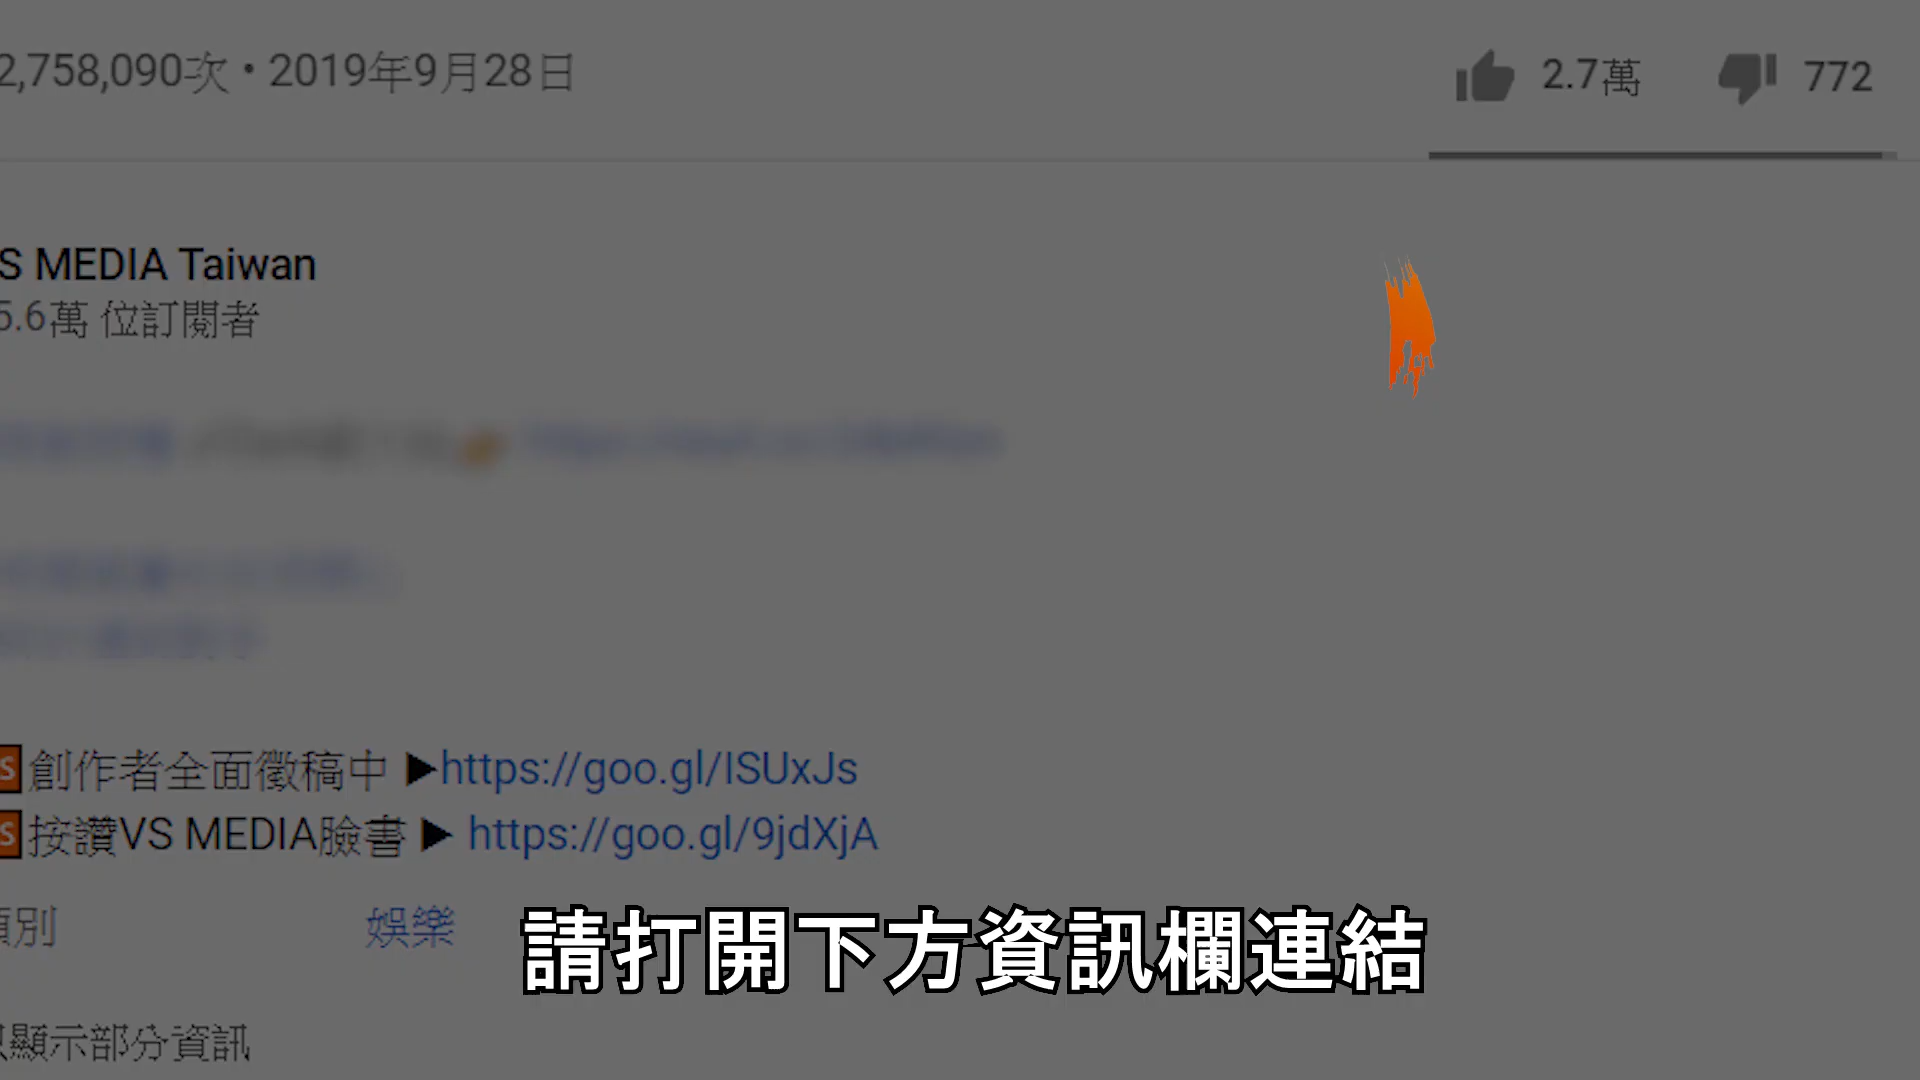 2,758,090次 • 2019年9月28日
2.7萬
772
S MEDIA Taiwan
5.6萬 位訂閱者
創作者全面徵稿中 ▶https://goo.gl/ISUxJs
按讚VS MEDIA臉書 ▶ https://goo.gl/9jdXjA
類別 娛樂
請打開下方資訊欄連結
只顯示部分資訊